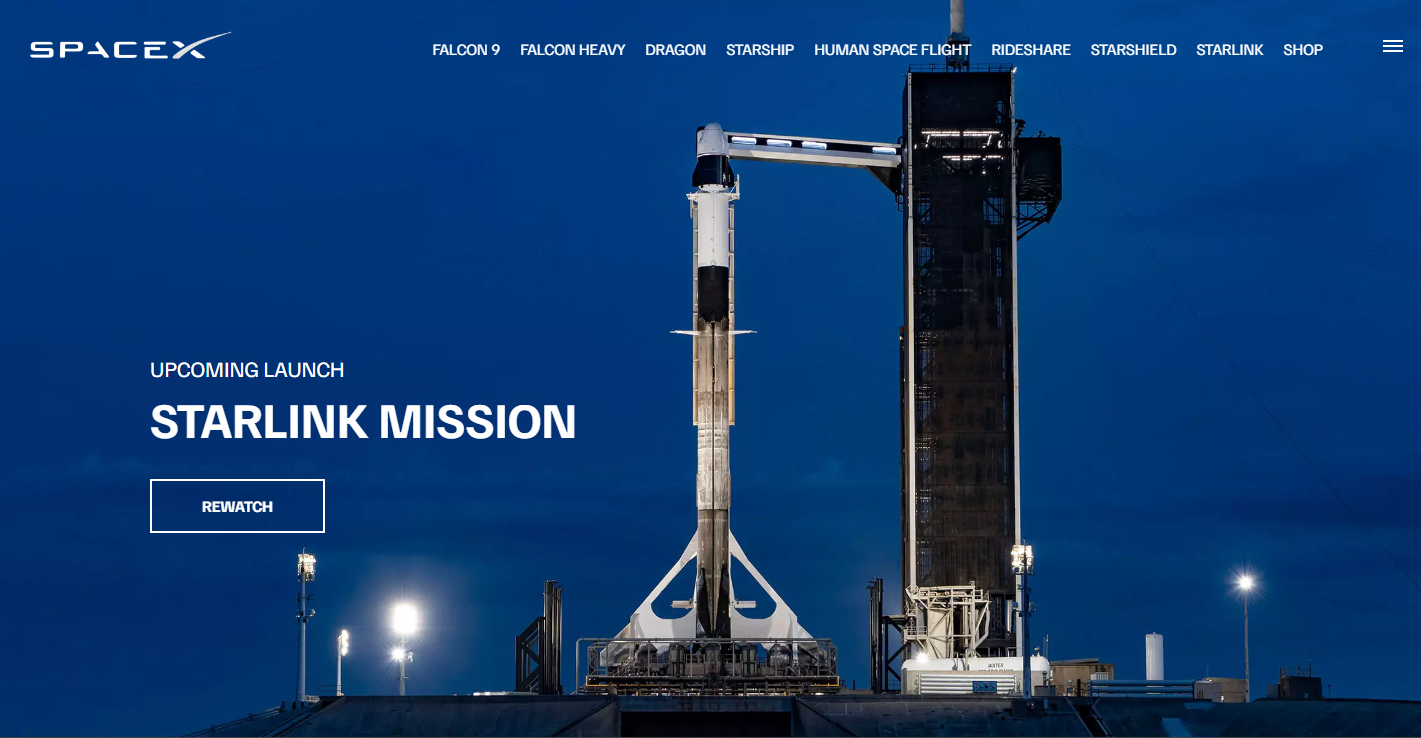 SPACEX
FALCON 9 FALCON HEAVY DRAGON STARSHIP HUMAN SPACE FLIGHT RIDESHARE STARSHIELD STARLINK SHOP
UPCOMING LAUNCH
STARLINK MISSION
REWATCH
WATER